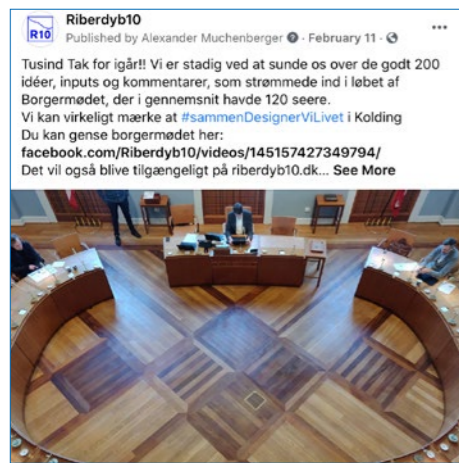 R10
Riberdyb10
Published by Alexander Muchenberger · February 11 ·
Tusind Tak for igår!! Vi er stadig ved at sunde os over de godt 200
idéer, inputs og kommentarer, som strømmede ind i løbet af
Borgermødet, der i gennemsnit havde 120 seere.
Vi kan virkeligt mærke at #sammenDesignerViLivet i Kolding
Du kan gense borgermødet her:
facebook.com/Riberdyb10/videos/145157427349794/
Det vil også blive tilgængeligt på riberdyb10.dk... See More